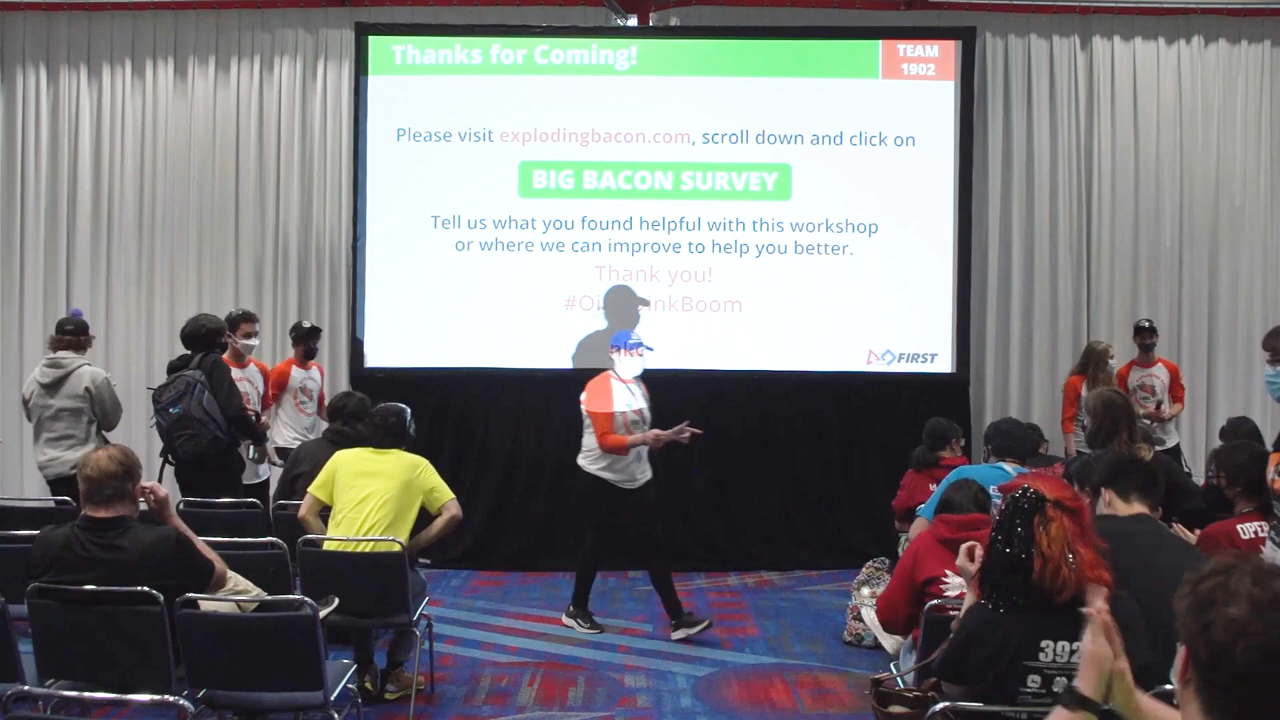 Thanks for Coming!
TEAM
1902
Please visit explodingbacon.com, scroll down and click on
BIG BACON SURVEY
Tell us what you found helpful with this workshop
or where we can improve to help you better.
Thank you!
FIRST
OPER
392